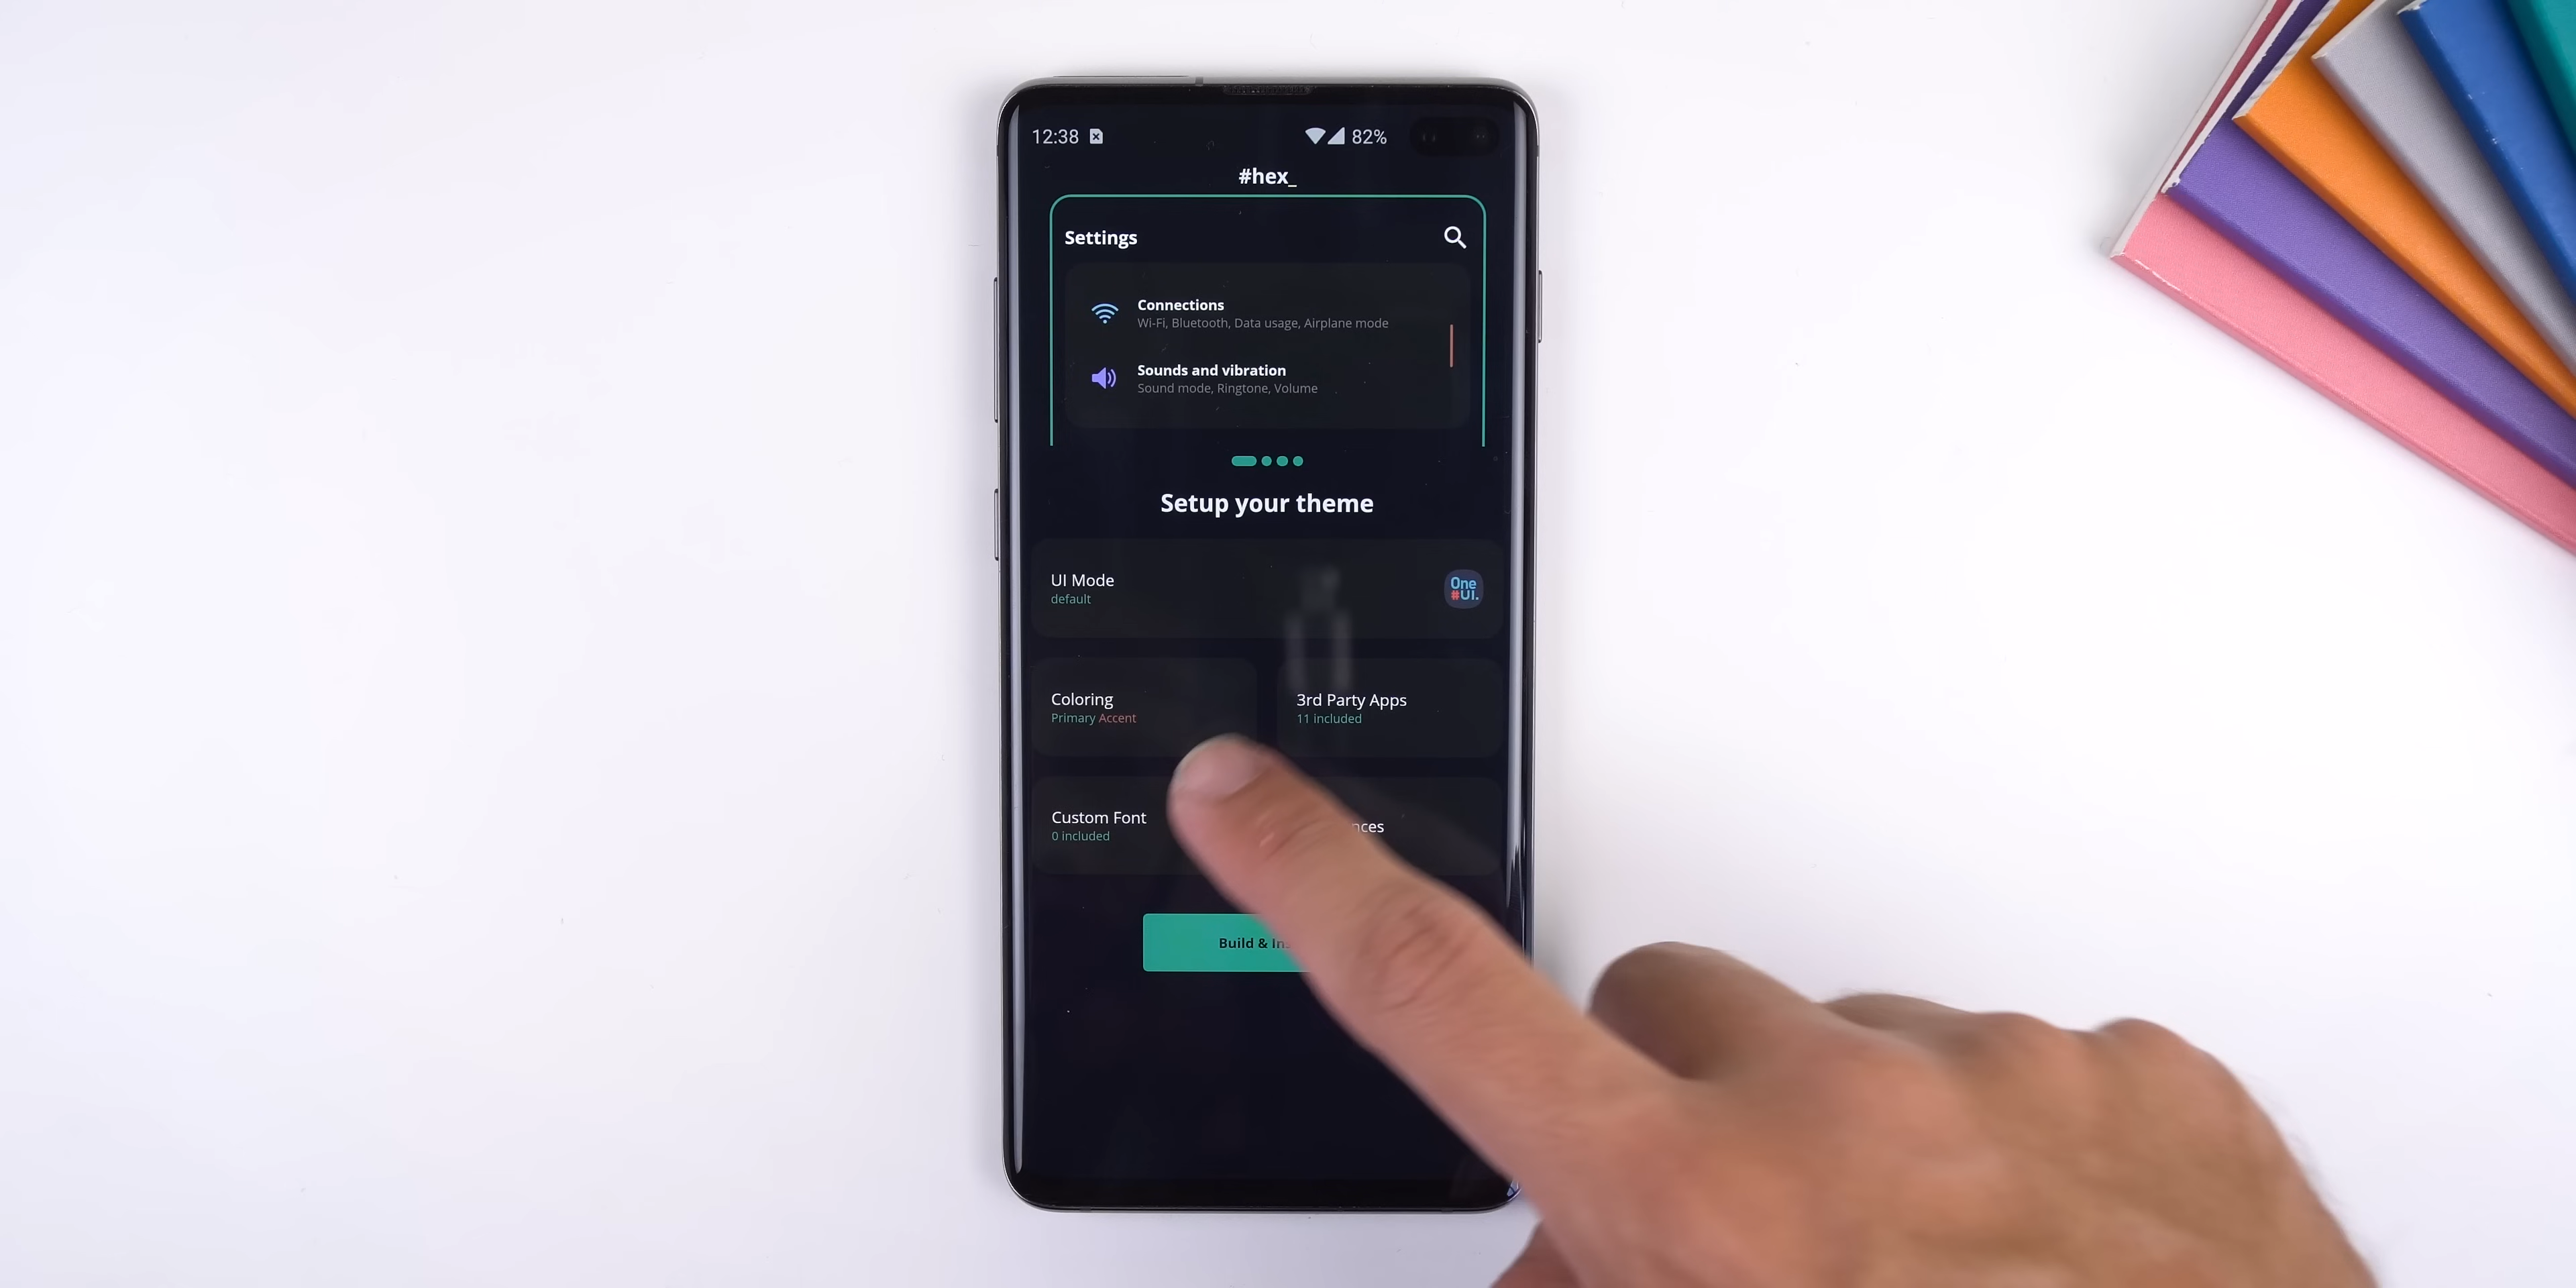 12:38 82%
#hex_
Settings
Connections
Wi-Fi, Bluetooth, Data usage, Airplane mode
Sounds and vibration
Sound mode, Ringtone, Volume
Setup your theme
UI Mode
default
One
#UI.
Coloring
Primary Accent
3rd Party Apps
11 included
Custom Font
0 included
Build &